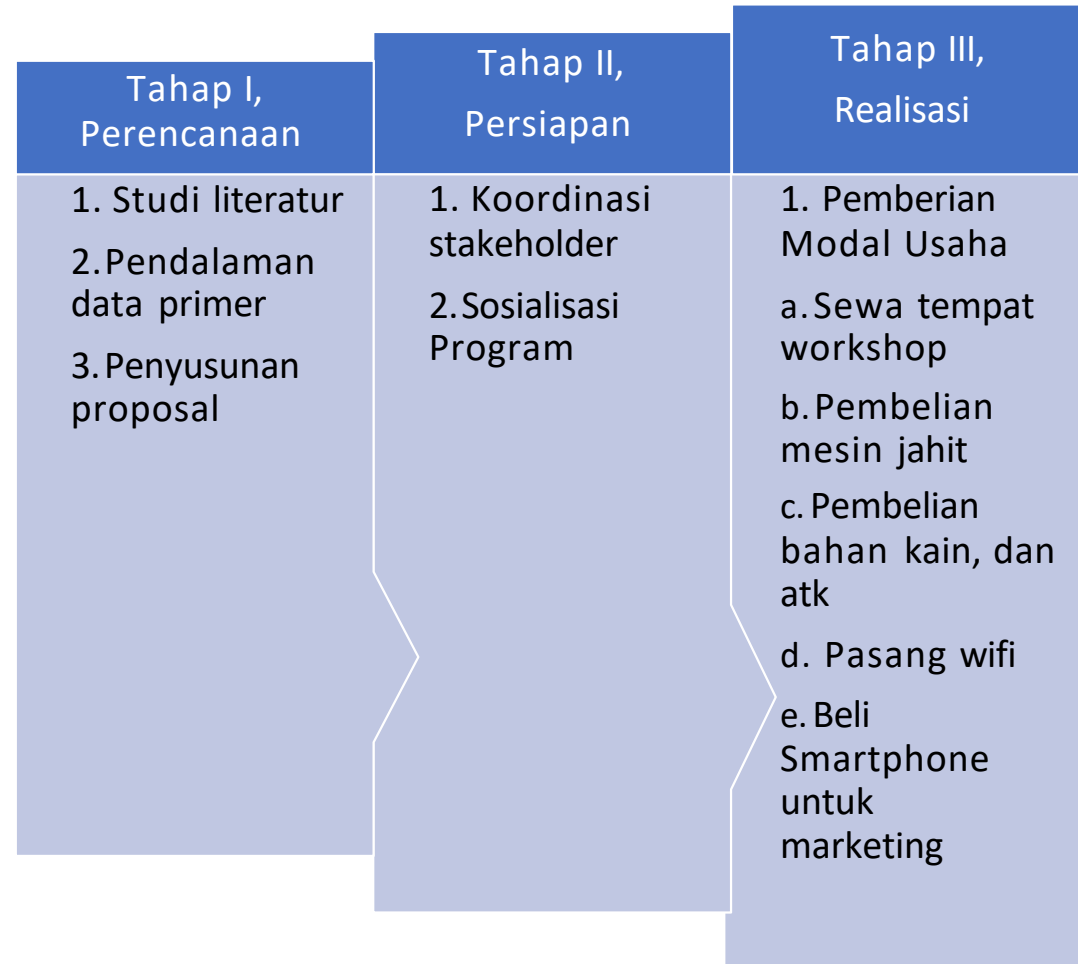 Tahap I,
Perencanaan
1. Studi literatur
2.Pendalaman
data primer
3.Penyusunan
proposal
Tahap II,
Persiapan
1. Koordinasi
stakeholder
2.Sosialisasi
Program
Tahap III,
Realisasi
1. Pemberian
Modal Usaha
a.Sewa tempat
workshop
b.Pembelian
mesin jahit
c.Pembelian
bahan kain, dan
atk
d. Pasang wifi
e.Beli
Smartphone
untuk
marketing